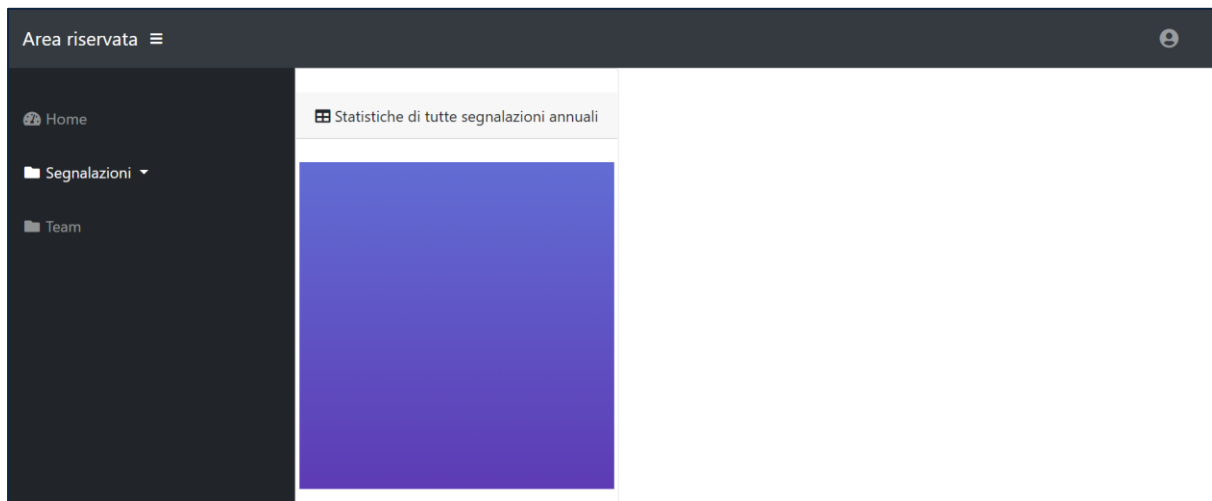 Area riservata
Home
Segnalazioni
Team
Statistiche di tutte segnalazioni annuali